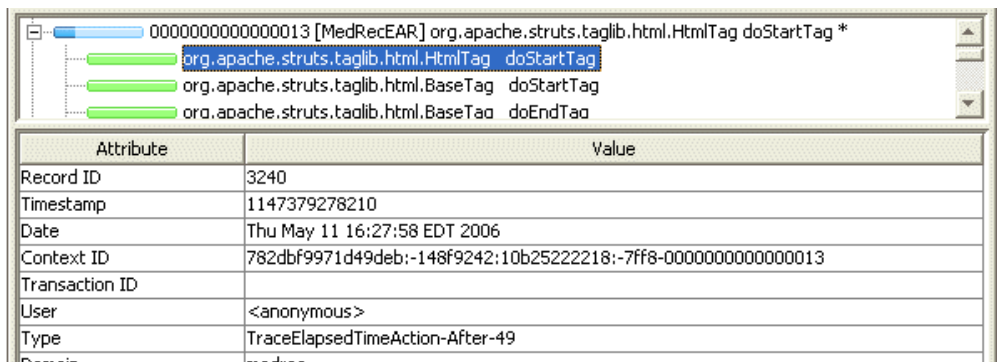 0000000000000013 [MedRecEAR] org.apache.struts.taglib.html.HtmlTag doStartTag *
org.apache.struts.taglib.html.HtmlTag doStartTag
org.apache.struts.taglib.html.BaseTag doStartTag
org.apache.struts.taglib.html.BaseTag doEndTag
Attribute Value
Record ID 3240
Timestamp 1147379278210
Date Thu May 11 16:27:58 EDT 2006
Context ID 782dbf9971d49deb:-148f9242:10b25222218:-7ff8-0000000000000013
Transaction ID
User <anonymous>
Type TraceElapsedTimeAction-After-49
Domain medrec